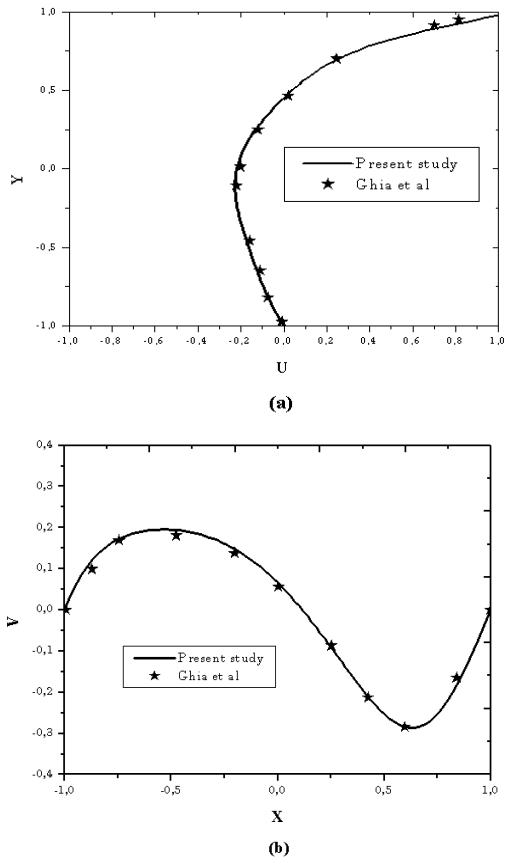 1,0
0,5
0,0
-0,5
-1,0
Y
Present study
Ghia et al
-1,0 -0,8 -0,6 -0,4 -0,2 0,0 0,2 0,4 0,6 0,8 1,0
U
(a)
0,4
0,3
0,2
0,1
0,0
-0,1
-0,2
-0,3
-0,4
V
Present study
Ghia et al
-1,0 -0,5 0,0 0,5 1,0
X
(b)